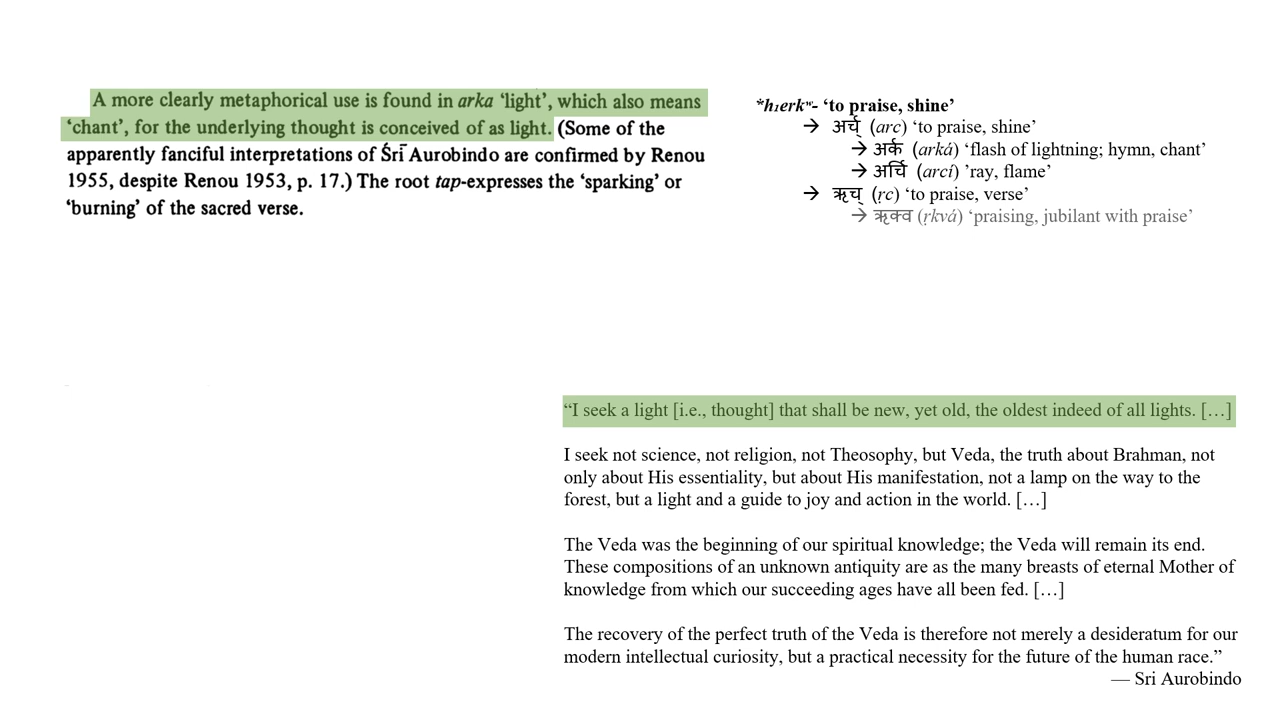 A more clearly metaphorical use is found in arka ‘light’, which also means
‘chant’, for the underlying thought is conceived of as light. (Some of the
apparently fanciful interpretations of Śrī Aurobindo are confirmed by Renou
1955, despite Renou 1953, p. 17.) The root tap-expresses the ‘sparking’ or
‘burning’ of the sacred verse.
*h₁erkʷ- ‘to praise, shine’
→ अर्च् (arc) ‘to praise, shine’
→ अर्क (arká) ‘flash of lightning; hymn, chant’
→ अर्चि (arcí) ’ray, flame’
→ ऋच् (ṛc) ‘to praise, verse’
→ ऋक्व (ṛkvá) ‘praising, jubilant with praise’
“I seek a light [i.e., thought] that shall be new, yet old, the oldest indeed of all lights. […]
I seek not science, not religion, not Theosophy, but Veda, the truth about Brahman, not
only about His essentiality, but about His manifestation, not a lamp on the way to the
forest, but a light and a guide to joy and action in the world. […]
The Veda was the beginning of our spiritual knowledge; the Veda will remain its end.
These compositions of an unknown antiquity are as the many breasts of eternal Mother of
knowledge from which our succeeding ages have all been fed. […]
The recovery of the perfect truth of the Veda is therefore not merely a desideratum for our
modern intellectual curiosity, but a practical necessity for the future of the human race.”
— Sri Aurobindo